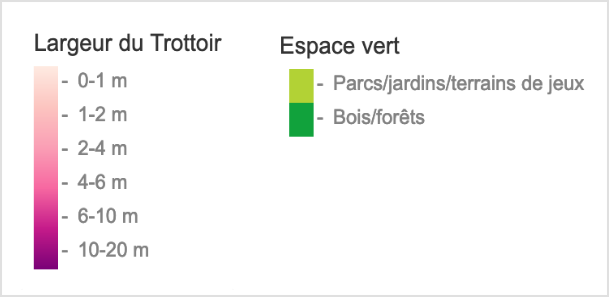 Largeur du Trottoir
- 0-1 m
- 1-2 m
- 2-4 m
- 4-6 m
- 6-10 m
- 10-20 m
Espace vert
- Parcs/jardins/terrains de jeux
- Bois/forêts